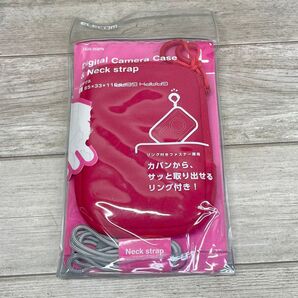 ELECOM
Digital Camera Case
& Neck strap
リング付きファスナー採用
カバンから、
サッと取り出せる
リング付き！
Neck strap